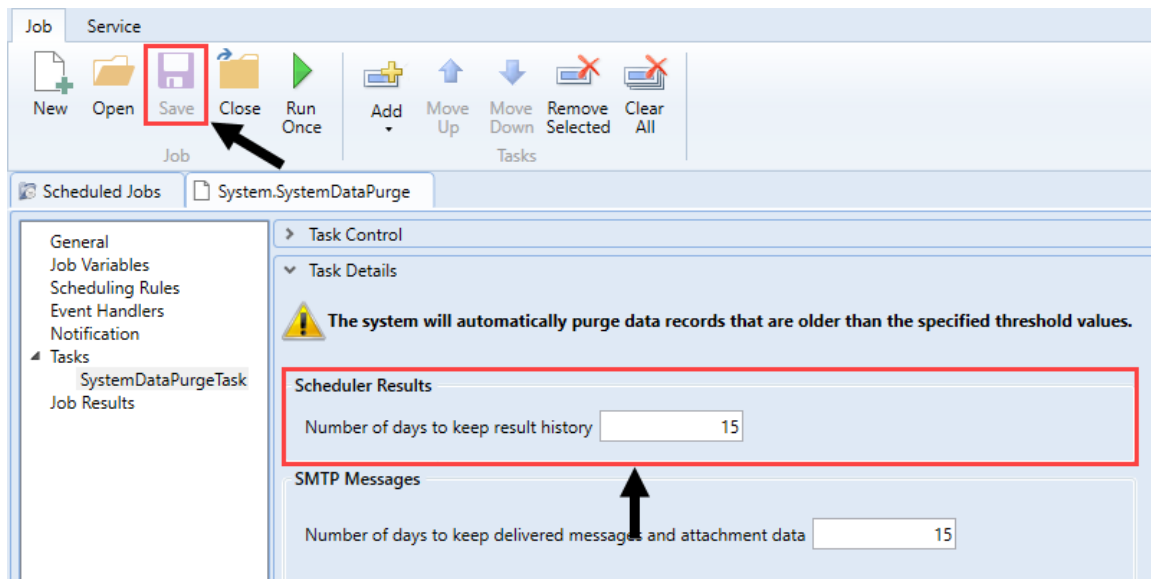 Job Service
New Open Save Close Run Once Add Move Up Move Down Remove Selected Clear All
Job Tasks
Scheduled Jobs System.SystemDataPurge
General
Job Variables
Scheduling Rules
Event Handlers
Notification
Tasks
SystemDataPurgeTask
Job Results
Task Control
Task Details
The system will automatically purge data records that are older than the specified threshold values.
Scheduler Results
Number of days to keep result history 15
SMTP Messages
Number of days to keep delivered messages and attachment data 15